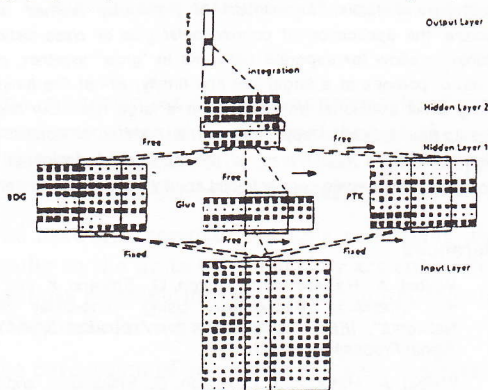 K
T
P
G
D
B
Output Layer
Integration
Hidden Layer 2
Free
Free
Hidden Layer 1
Free
BDG
Glue
PTK
Free
Fixed
Fixed
Input Layer